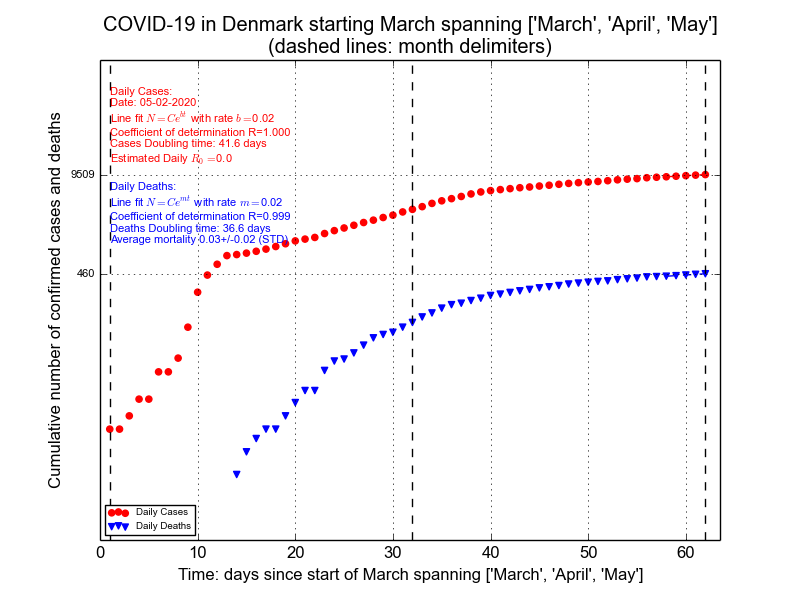 COVID-19 in Denmark starting March spanning ['March', 'April', 'May']
(dashed lines: month delimiters)
Daily Cases:
Date: 05-02-2020
Line fit N=Ce^{bt} with rate b=0.02
Coefficient of determination R=1.000
Cases Doubling time: 41.6 days
Estimated Daily R_0=0.0
Daily Deaths:
Line fit N=Ce^{mt} with rate m=0.02
Coefficient of determination R=0.999
Deaths Doubling time: 36.6 days
Average mortality 0.03+/-0.02 (STD)
Cumulative number of confirmed cases and deaths
9509
460
Daily Cases
Daily Deaths
0 10 20 30 40 50 60
Time: days since start of March spanning ['March', 'April', 'May']